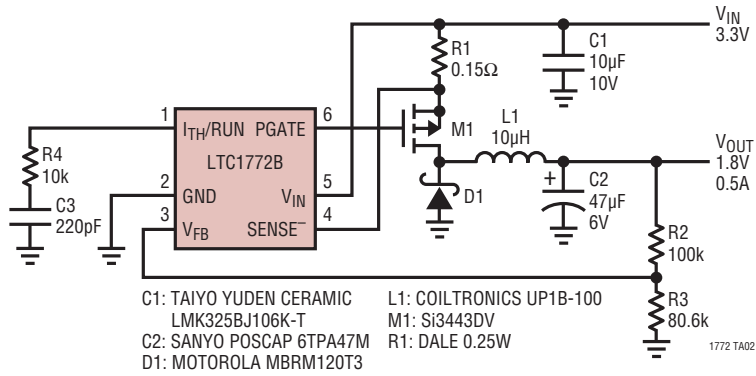 VIN
3.3V
R1
0.15Ω
C1
10µF
10V
1
ITH/RUN PGATE
6
M1
L1
10µH
VOUT
1.8V
0.5A
R4
10k
LTC1772B
2
GND
VIN
5
D1
+
C2
47µF
6V
C3
220pF
3
VFB
SENSE–
4
R2
100k
R3
80.6k
C1: TAIYO YUDEN CERAMIC
LMK325BJ106K-T
C2: SANYO POSCAP 6TPA47M
D1: MOTOROLA MBRM120T3
L1: COILTRONICS UP1B-100
M1: Si3443DV
R1: DALE 0.25W
1772 TA02